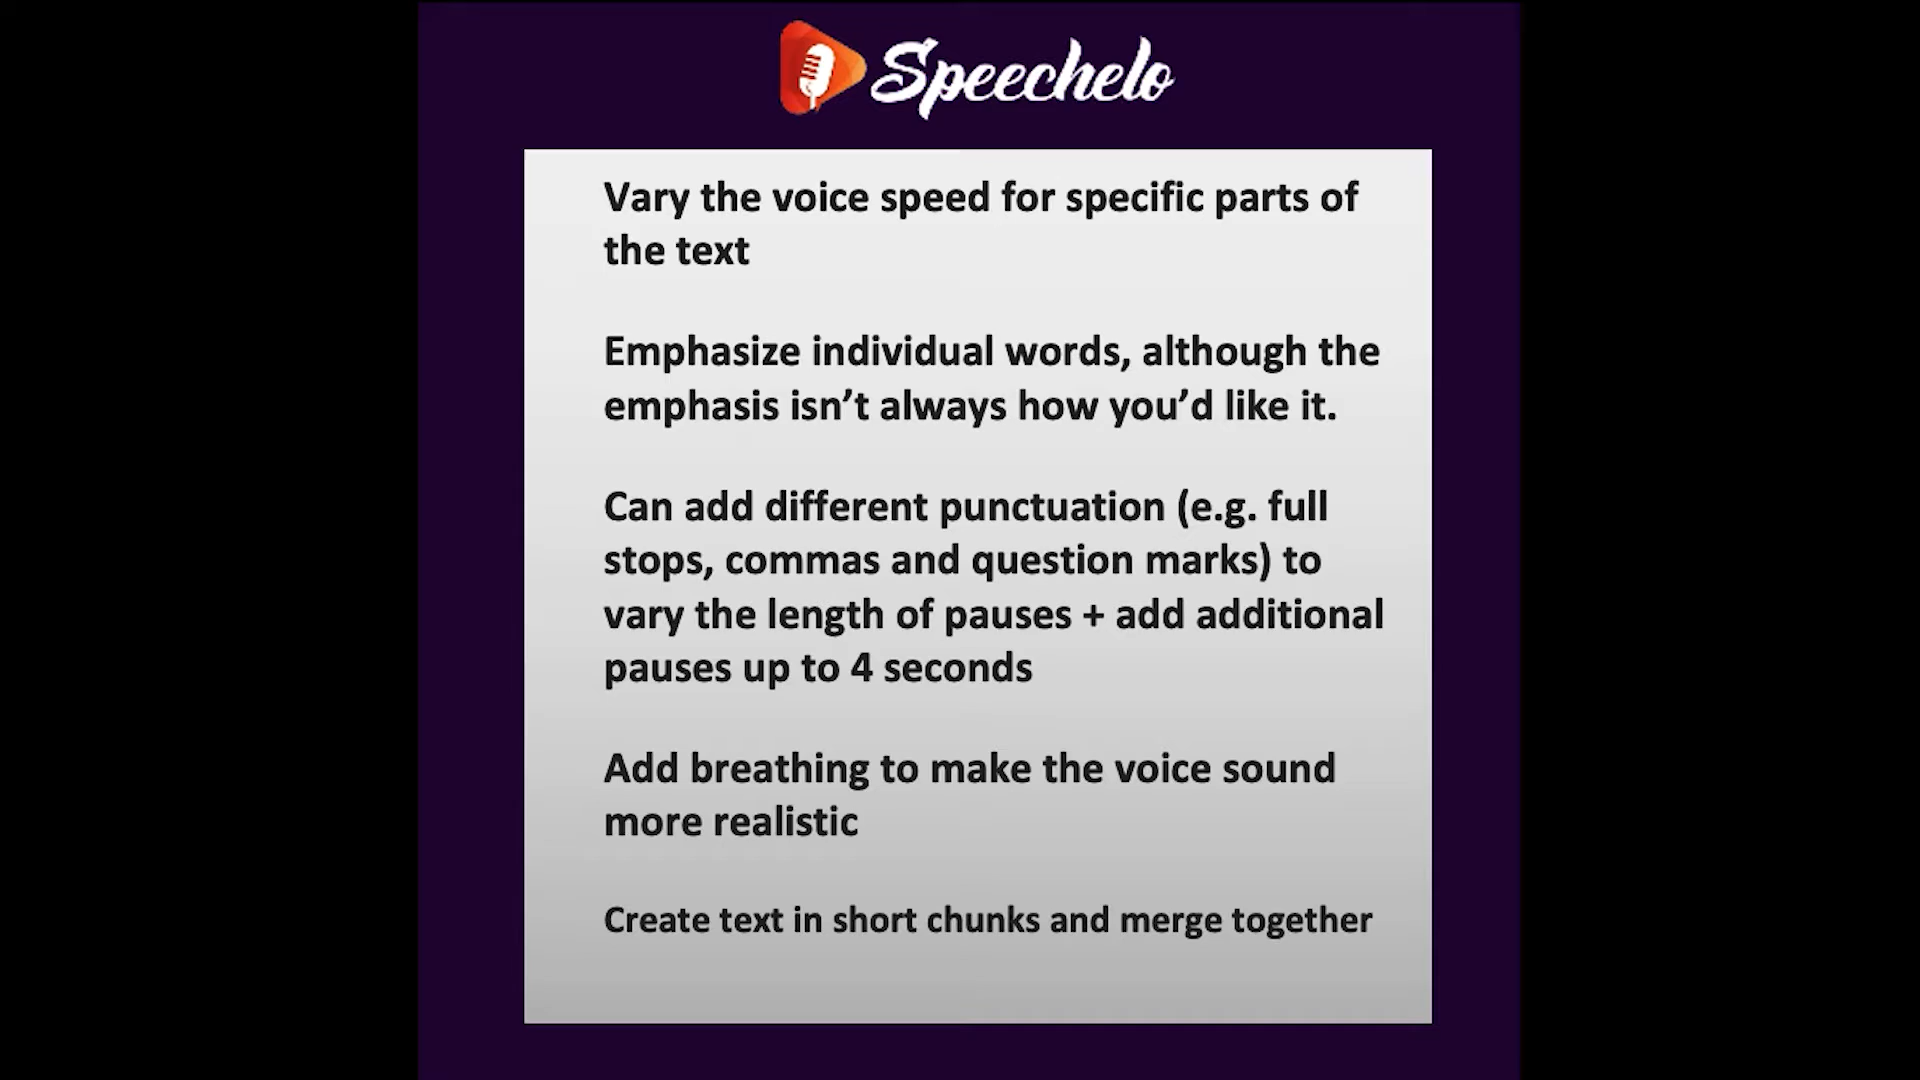 Speechelo
Vary the voice speed for specific parts of
the text
Emphasize individual words, although the
emphasis isn’t always how you’d like it.
Can add different punctuation (e.g. full
stops, commas and question marks) to
vary the length of pauses + add additional
pauses up to 4 seconds
Add breathing to make the voice sound
more realistic
Create text in short chunks and merge together